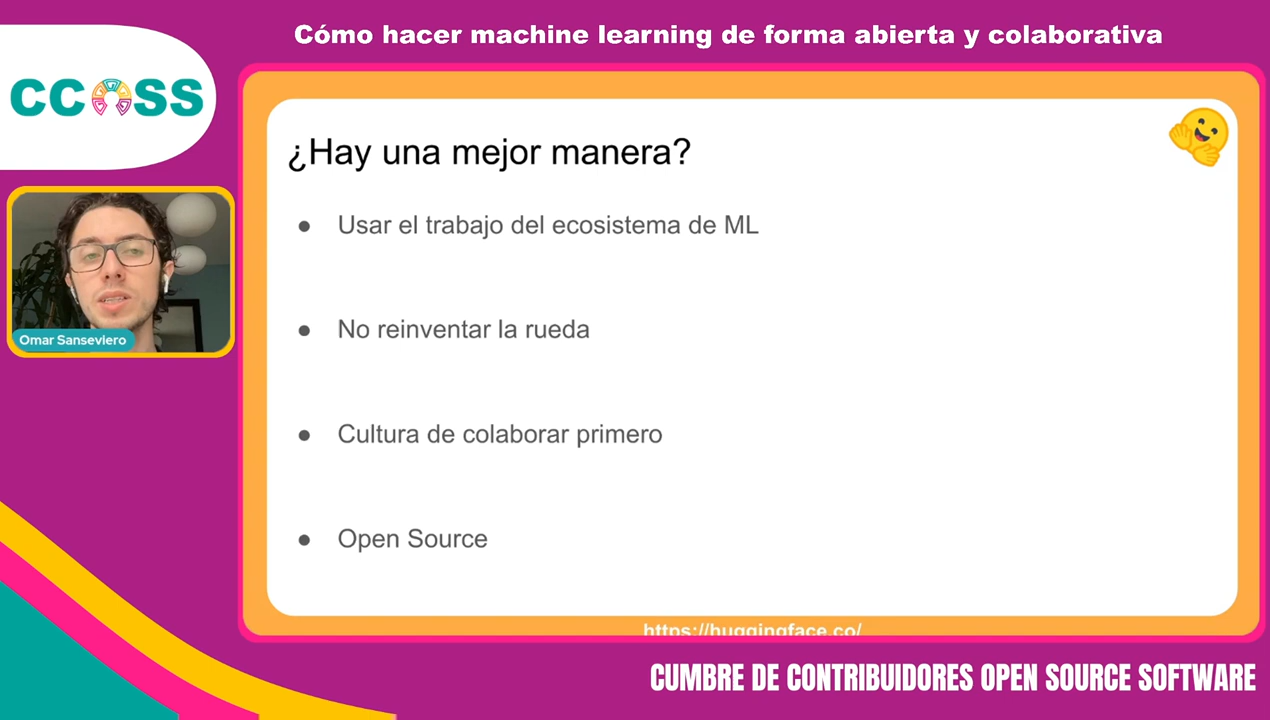 Cómo hacer machine learning de forma abierta y colaborativa
CCOSS
Omar Sanseviero
¿Hay una mejor manera?
● Usar el trabajo del ecosistema de ML
● No reinventar la rueda
● Cultura de colaborar primero
● Open Source
https://huggingface.co/
CUMBRE DE CONTRIBUIDORES OPEN SOURCE SOFTWARE